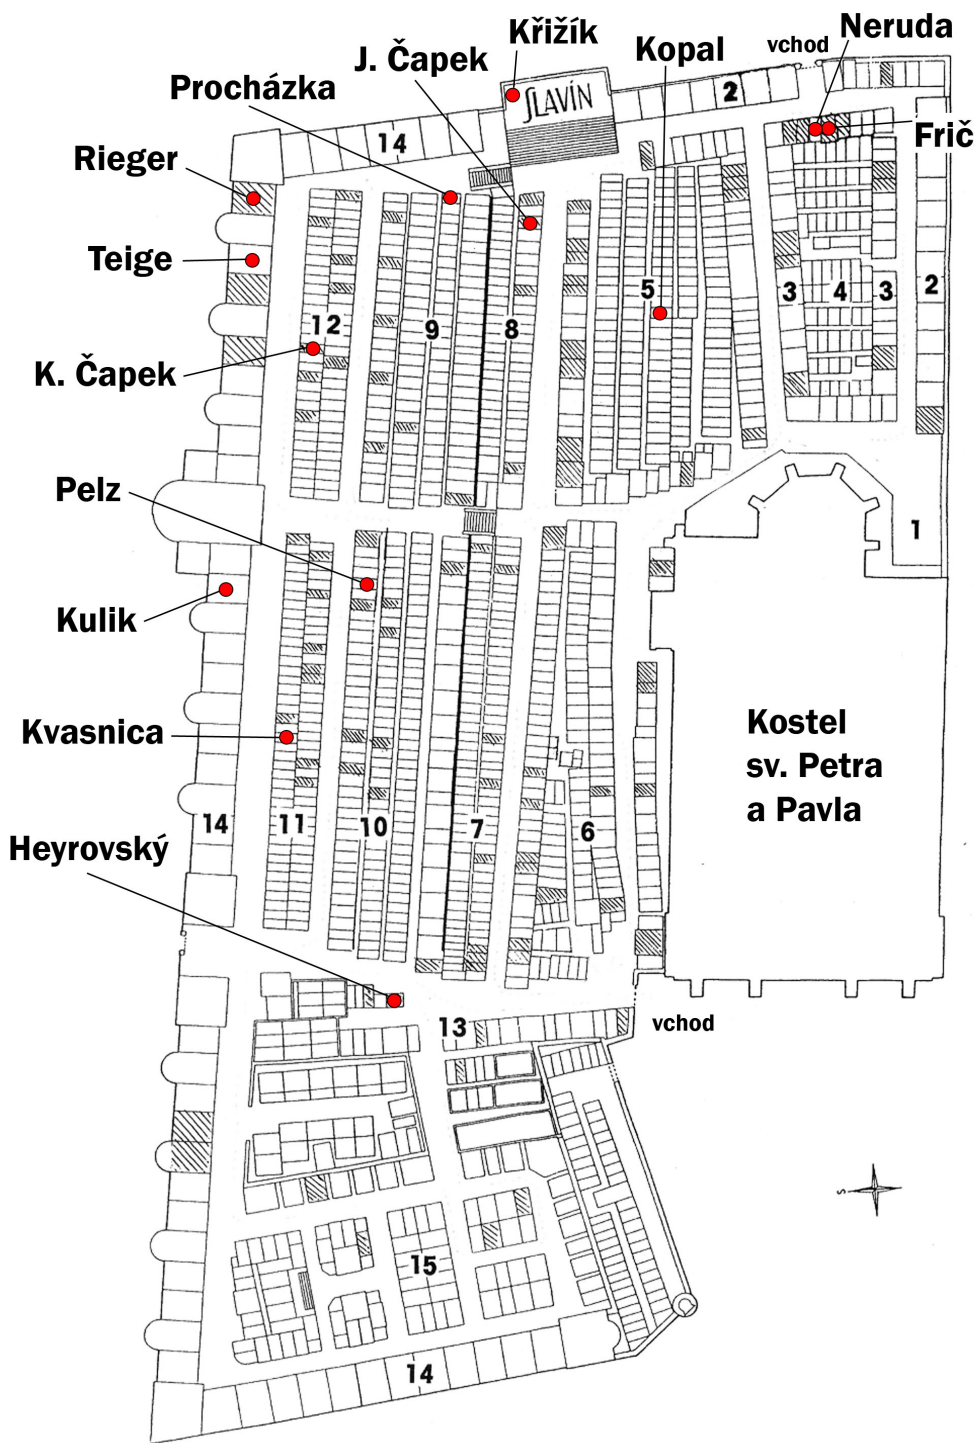 Křižík
Neruda
J. Čapek
Kopal
vchod
Procházka
SLAVÍN
2
Frič
14
Rieger
Teige
5
3
4
3
2
12
9
8
K. Čapek
Pelz
1
Kulik
Kvasnica
Kostel
sv. Petra
a Pavla
14
11
10
7
6
Heyrovský
13
vchod
S
15
14